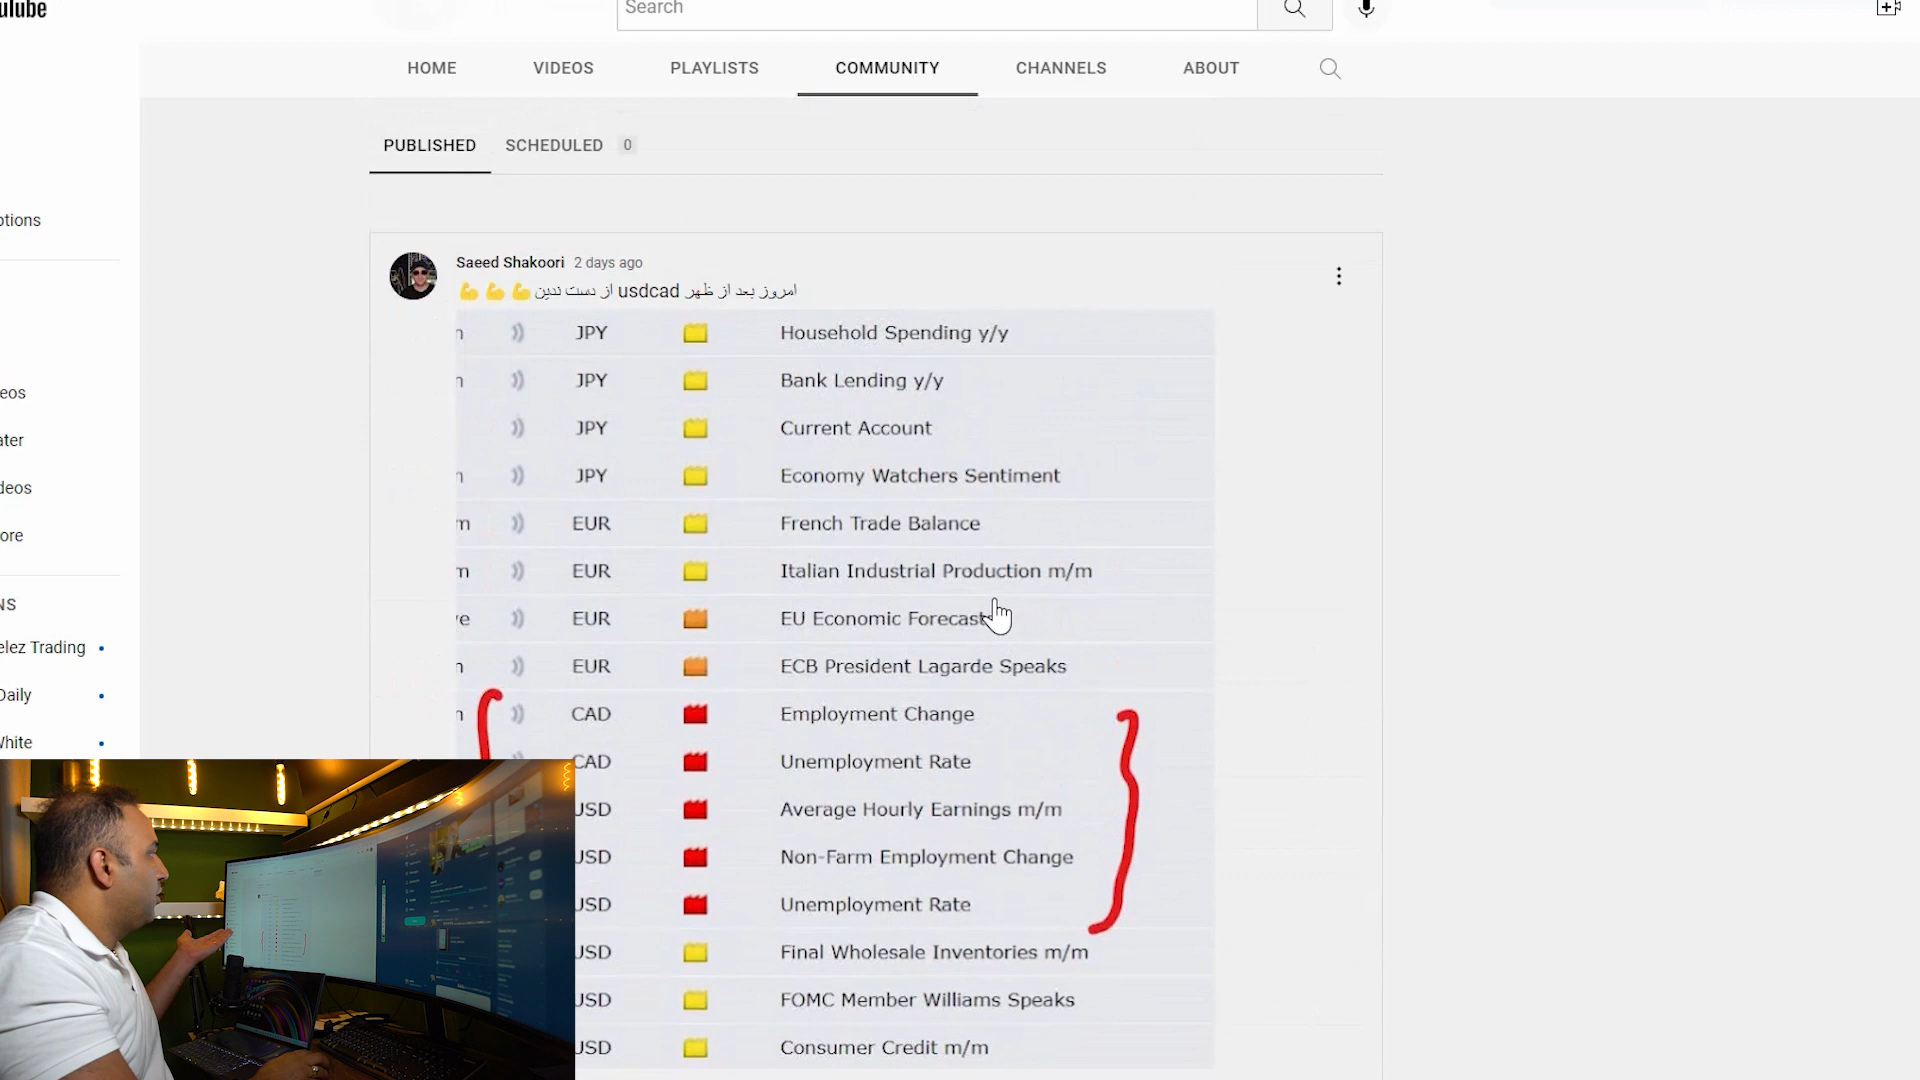 Search
HOME VIDEOS PLAYLISTS COMMUNITY CHANNELS ABOUT
PUBLISHED SCHEDULED 0
Saeed Shakoori 2 days ago
امروز بعد از ظهر usdcad از دست ندین
JPY Household Spending y/y
JPY Bank Lending y/y
JPY Current Account
JPY Economy Watchers Sentiment
EUR French Trade Balance
EUR Italian Industrial Production m/m
EUR EU Economic Forecasts
EUR ECB President Lagarde Speaks
CAD Employment Change
CAD Unemployment Rate
USD Average Hourly Earnings m/m
USD Non-Farm Employment Change
USD Unemployment Rate
USD Final Wholesale Inventories m/m
USD FOMC Member Williams Speaks
USD Consumer Credit m/m
ulube
ptions
eos
ater
deos
ore
NS
elez Trading
Daily
White